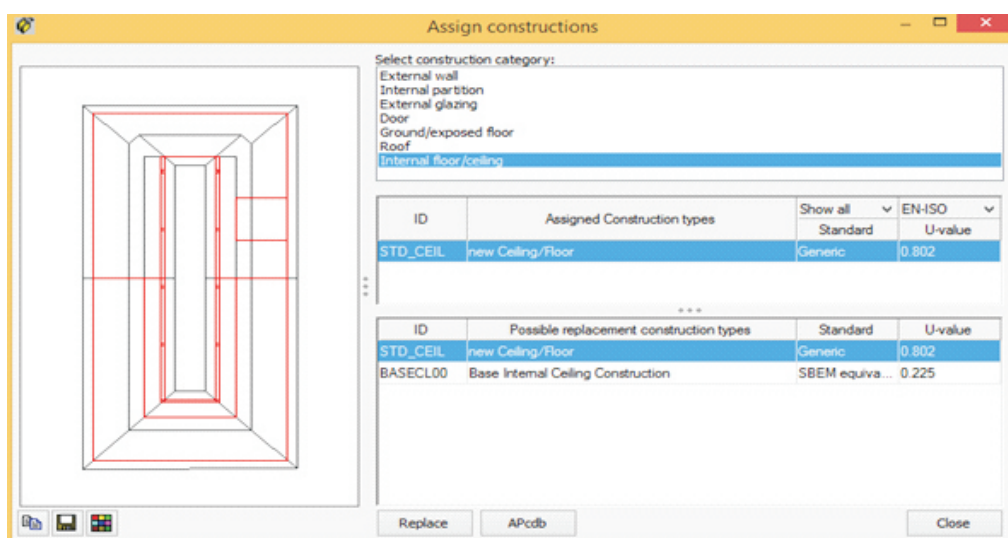 Assign constructions
Select construction category:
External wall
Internal partition
External glazing
Door
Ground/exposed floor
Roof
Internal floor/ceiling
ID Assigned Construction types Show all EN-ISO
Standard U-value
STD_CEIL new Ceiling/Floor Generic 0.802
ID Possible replacement construction types Standard U-value
STD_CEIL new Ceiling/Floor Generic 0.802
BASECL00 Base Internal Ceiling Construction SBEM equiva... 0.225
Replace APcdb Close